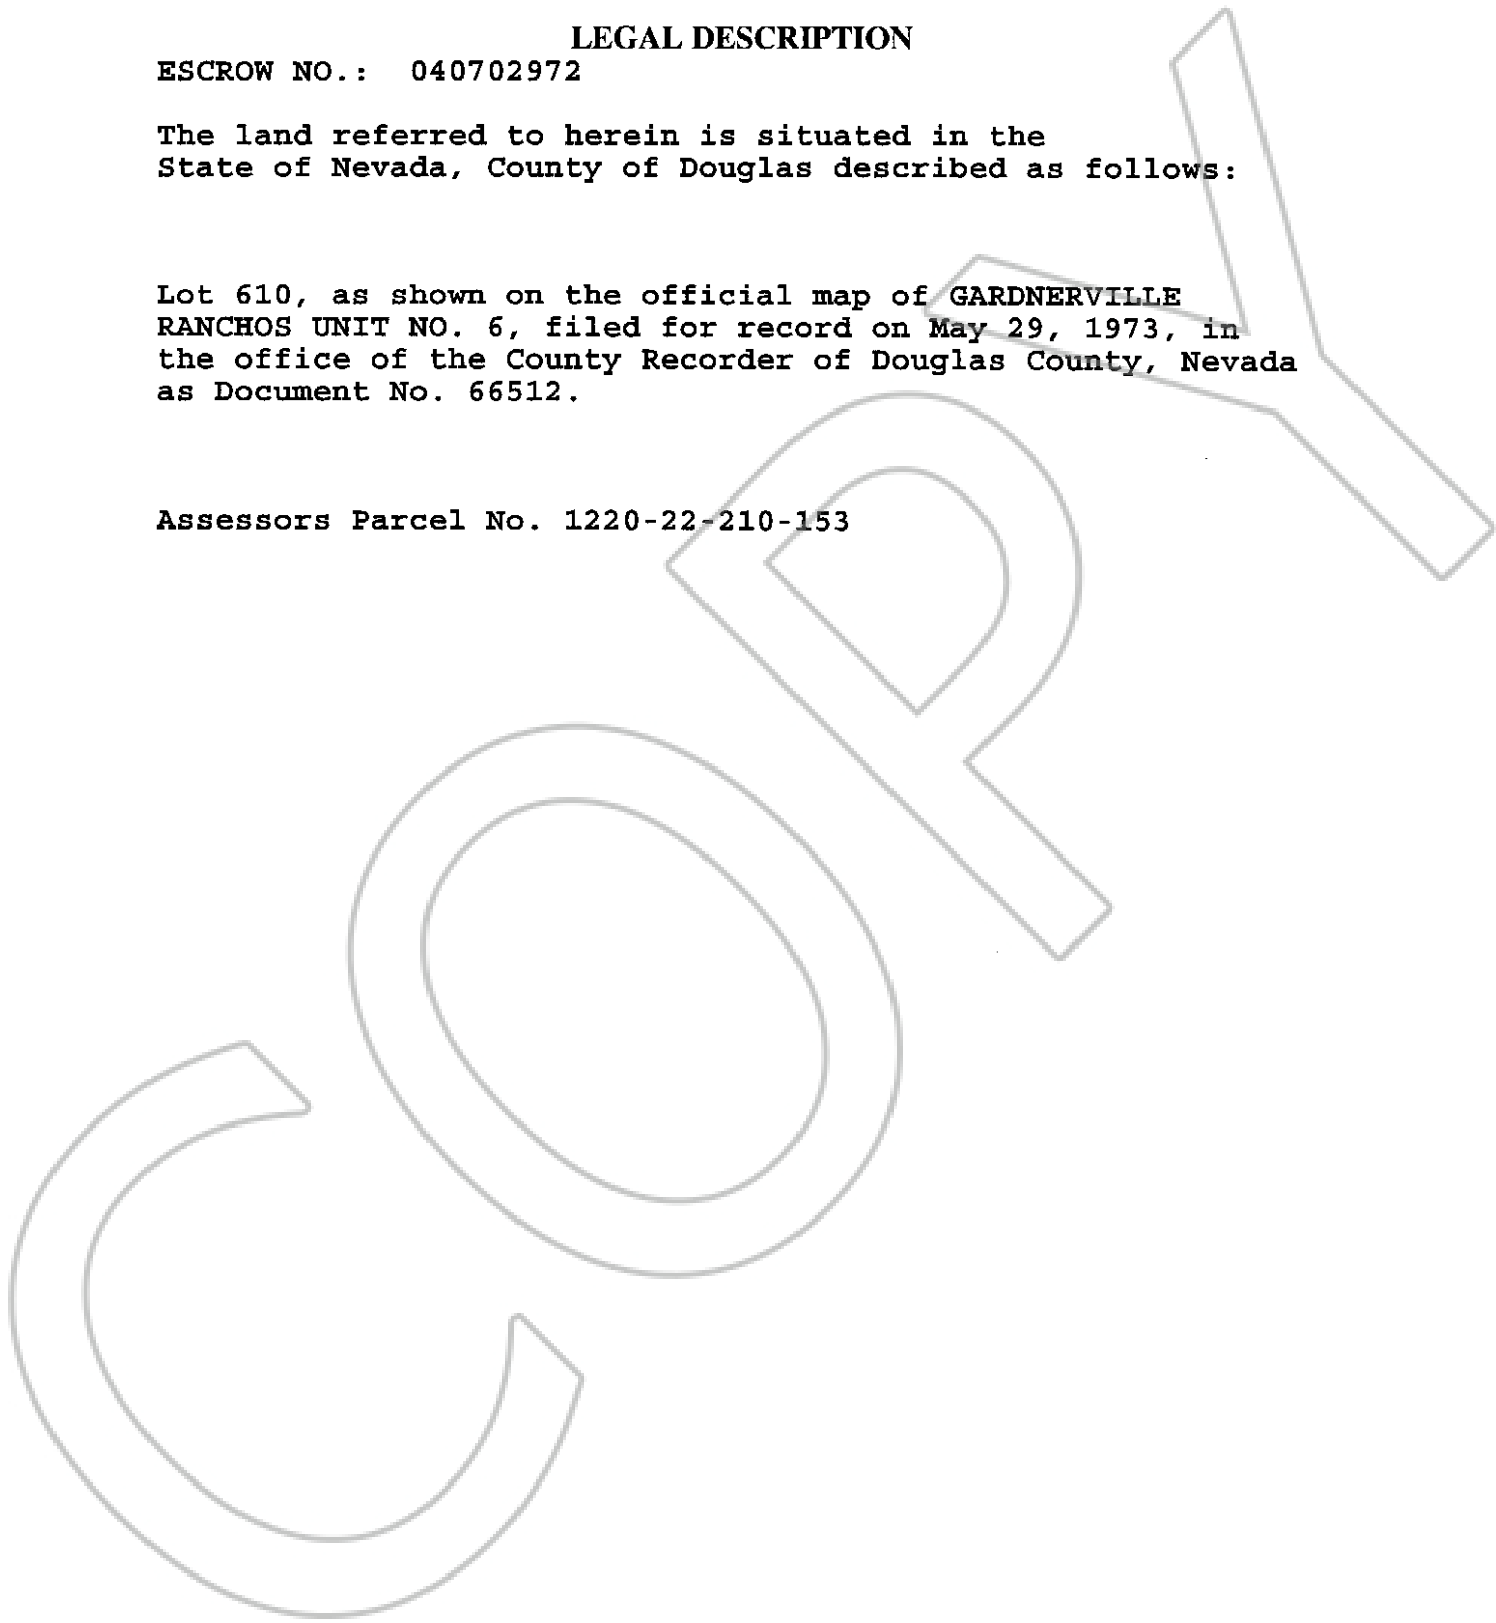 LEGAL DESCRIPTION
ESCROW NO.: 040702972
The land referred to herein is situated in the
State of Nevada, County of Douglas described as follows:
Lot 610, as shown on the official map of GARDNERVILLE
RANCHOS UNIT NO. 6, filed for record on May 29, 1973, in
the office of the County Recorder of Douglas County, Nevada
as Document No. 66512.
Assessors Parcel No. 1220-22-210-153
COPY